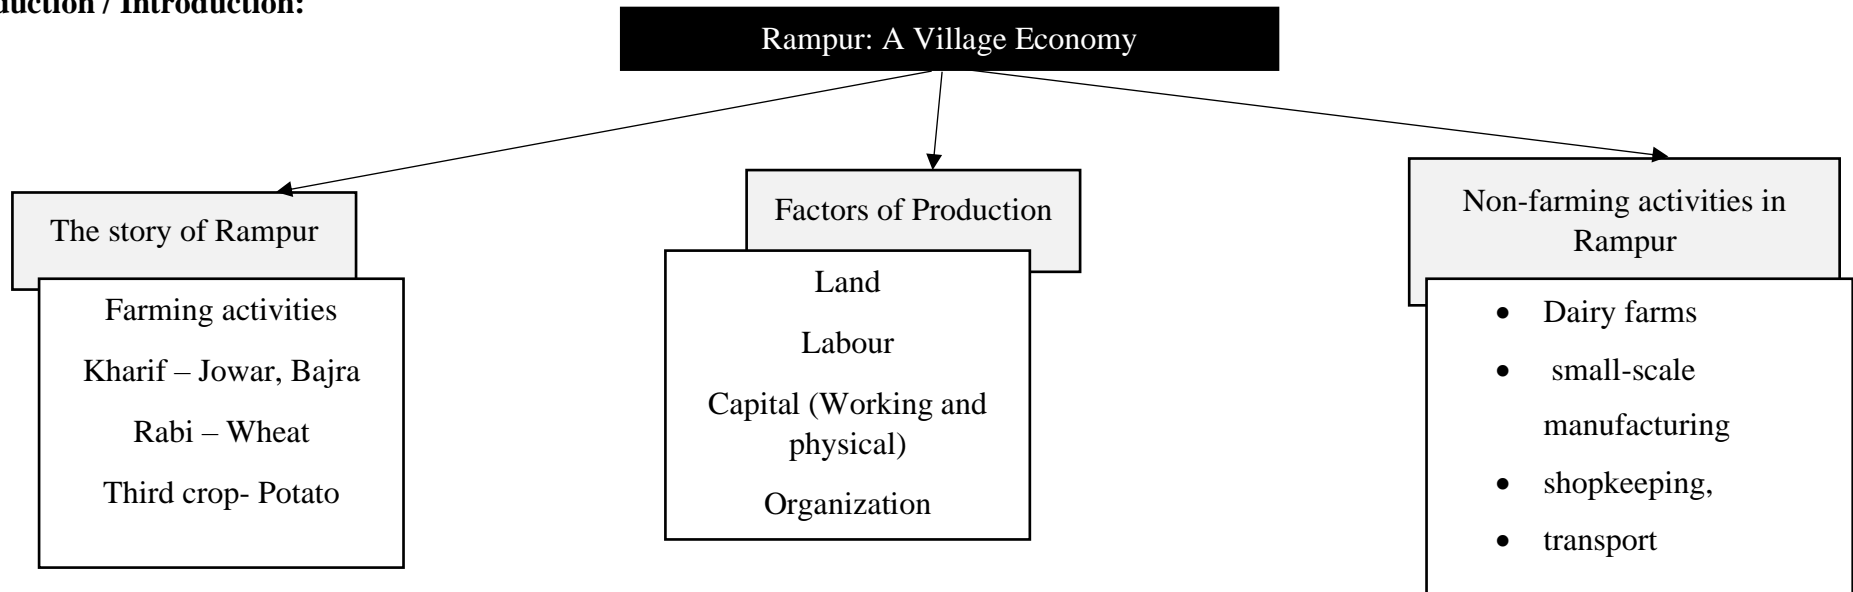 duction / Introduction:
Rampur: A Village Economy
The story of Rampur
Farming activities
Kharif – Jowar, Bajra
Rabi – Wheat
Third crop- Potato
Factors of Production
Land
Labour
Capital (Working and
physical)
Organization
Non-farming activities in
Rampur
• Dairy farms
• small-scale
manufacturing
• shopkeeping,
• transport